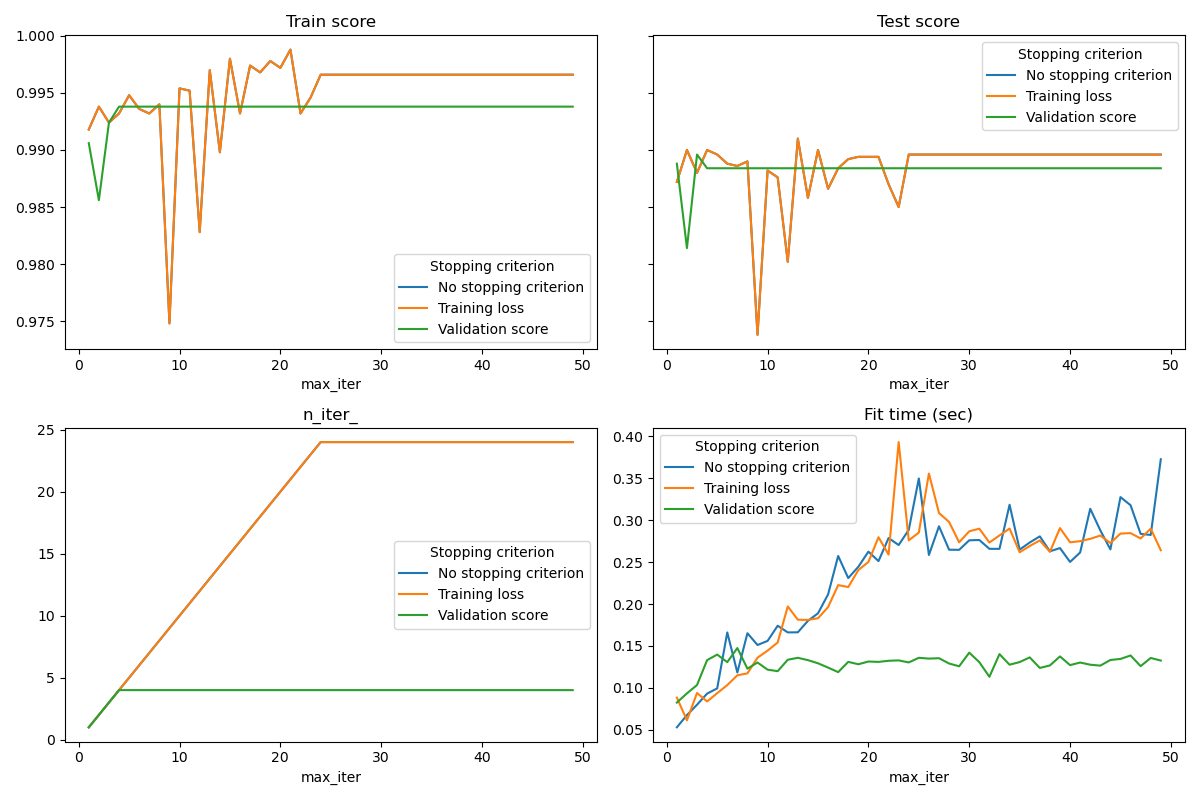 Train score
1.000
0.995
0.990
0.985
0.980
0.975
Stopping criterion
No stopping criterion
Training loss
Validation score
0 10 20 30 40 50
max_iter
Test score
Stopping criterion
No stopping criterion
Training loss
Validation score
0 10 20 30 40 50
max_iter
n_iter_
25
20
15
10
5
0
Stopping criterion
No stopping criterion
Training loss
Validation score
0 10 20 30 40 50
max_iter
Fit time (sec)
0.40
0.35
0.30
0.25
0.20
0.15
0.10
0.05
Stopping criterion
No stopping criterion
Training loss
Validation score
0 10 20 30 40 50
max_iter